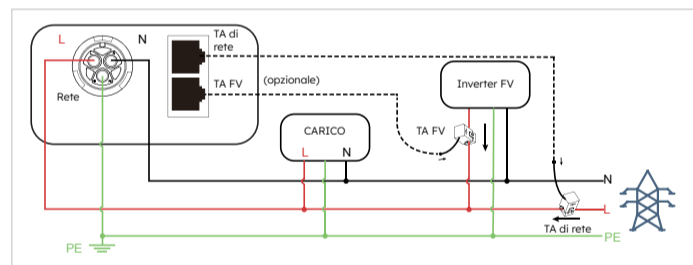 L
N
TA di
rete
TA FV
(opzionale)
Rete
Inverter FV
CARICO
L
N
TA FV
N
L
TA di rete
PE
PE